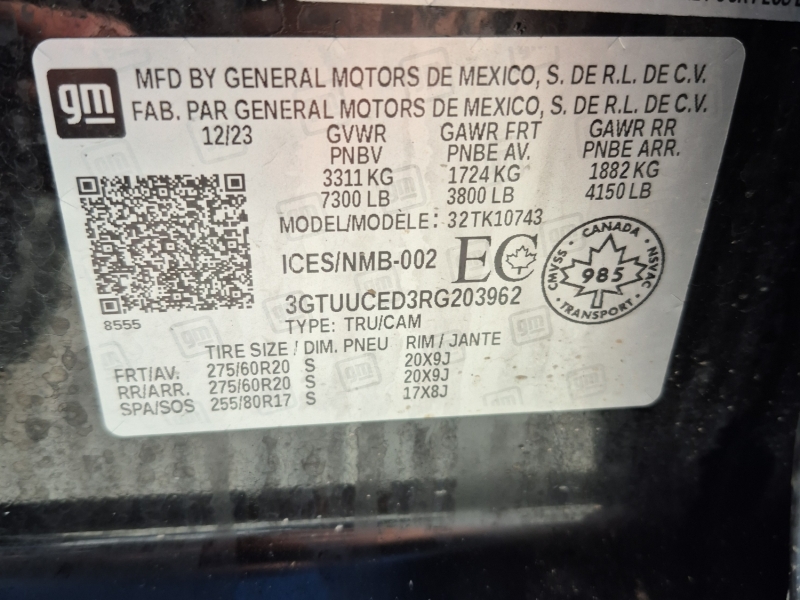 gm
MFD BY GENERAL MOTORS DE MEXICO, S. DE R.L. DE C.V.
FAB. PAR GENERAL MOTORS DE MEXICO, S. DE R.L. DE C.V.
12/23 GVWR GAWR FRT GAWR RR
PNBV PNBE AV. PNBE ARR.
3311 KG 1724 KG 1882 KG
7300 LB 3800 LB 4150 LB
MODEL/MODÈLE: 32TK10743
ICES/NMB-002 EC
CANADA
CMVSS 985 NSVAC
TRANSPORT
3GTUUCED3RG203962
8555
TYPE: TRU/CAM
TIRE SIZE / DIM. PNEU RIM / JANTE
FRT/AV. 275/60R20 S 20X9J
RR/ARR. 275/60R20 S 20X9J
SPA/SOS 255/80R17 S 17X8J